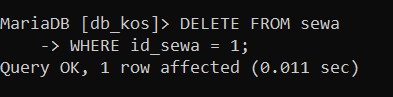 MariaDB [db_kos]> DELETE FROM sewa
    -> WHERE id_sewa = 1;
Query OK, 1 row affected (0.011 sec)